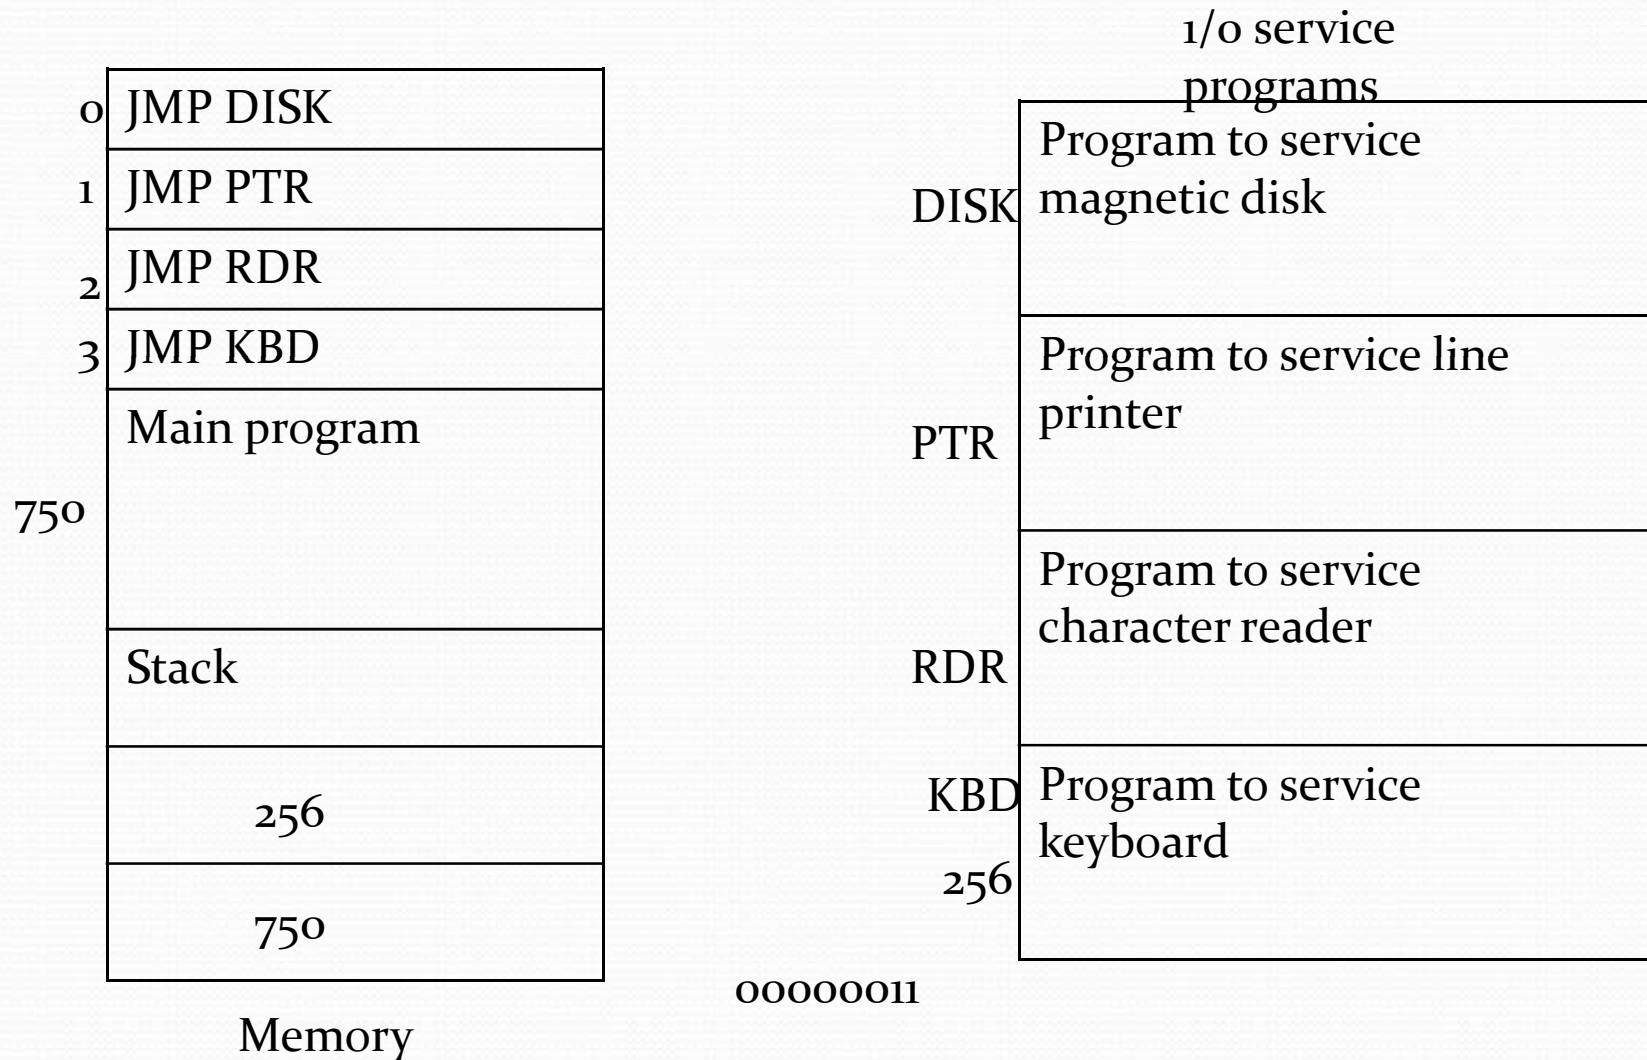 0
JMP DISK
1
JMP PTR
2
JMP RDR
3
JMP KBD
Main program
750
Stack
256
750
Memory
1/0 service
programs
DISK
Program to service
magnetic disk
PTR
Program to service line
printer
RDR
Program to service
character reader
KBD
Program to service
keyboard
256
00000011